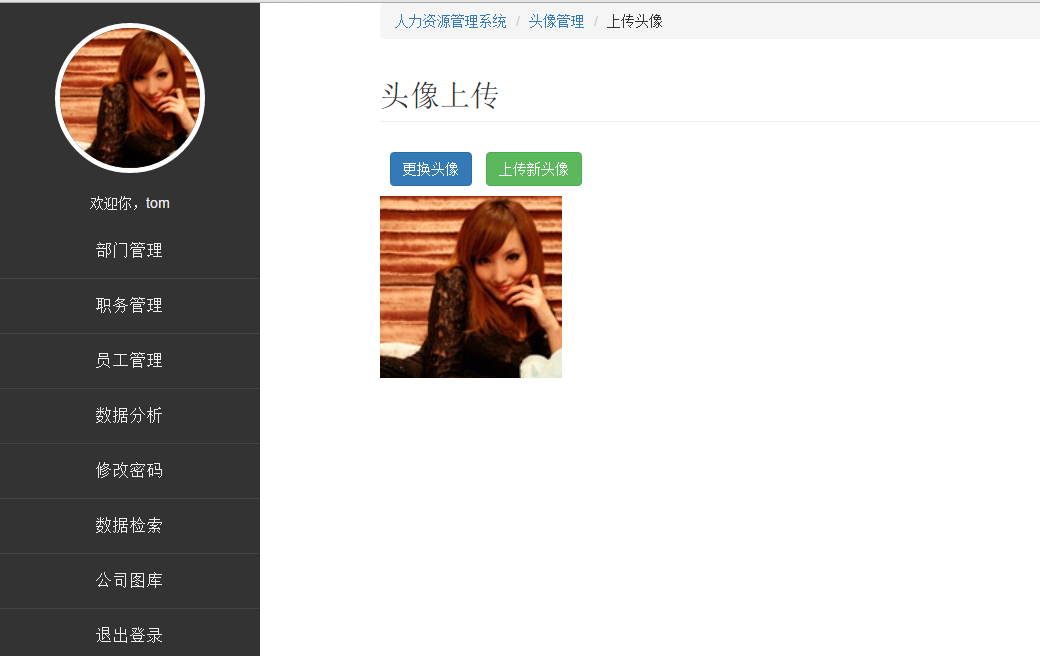 人力资源管理系统 / 头像管理 / 上传头像
头像上传
更换头像 上传新头像
欢迎你，tom
部门管理
职务管理
员工管理
数据分析
修改密码
数据检索
公司图库
退出登录